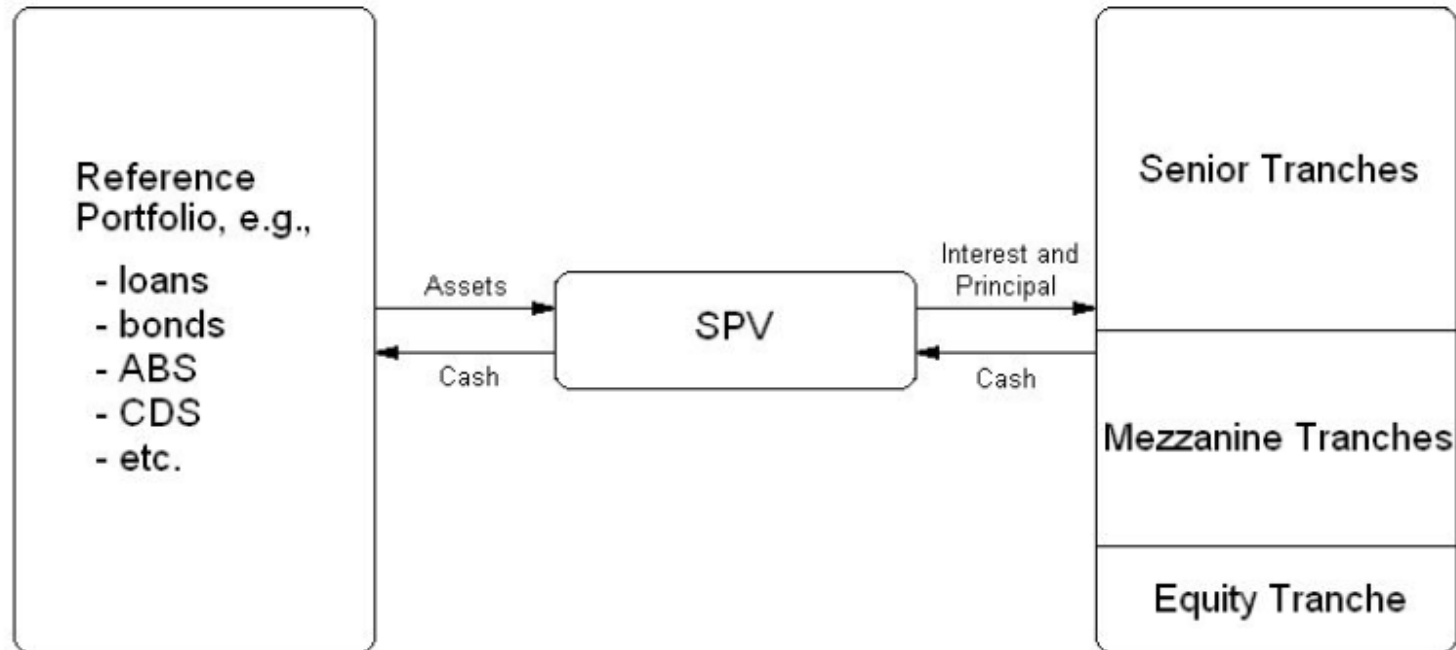 Reference
Portfolio, e.g.,
- loans
- bonds
- ABS
- CDS
- etc.
Assets
Cash
SPV
Interest and
Principal
Cash
Senior Tranches
Mezzanine Tranches
Equity Tranche